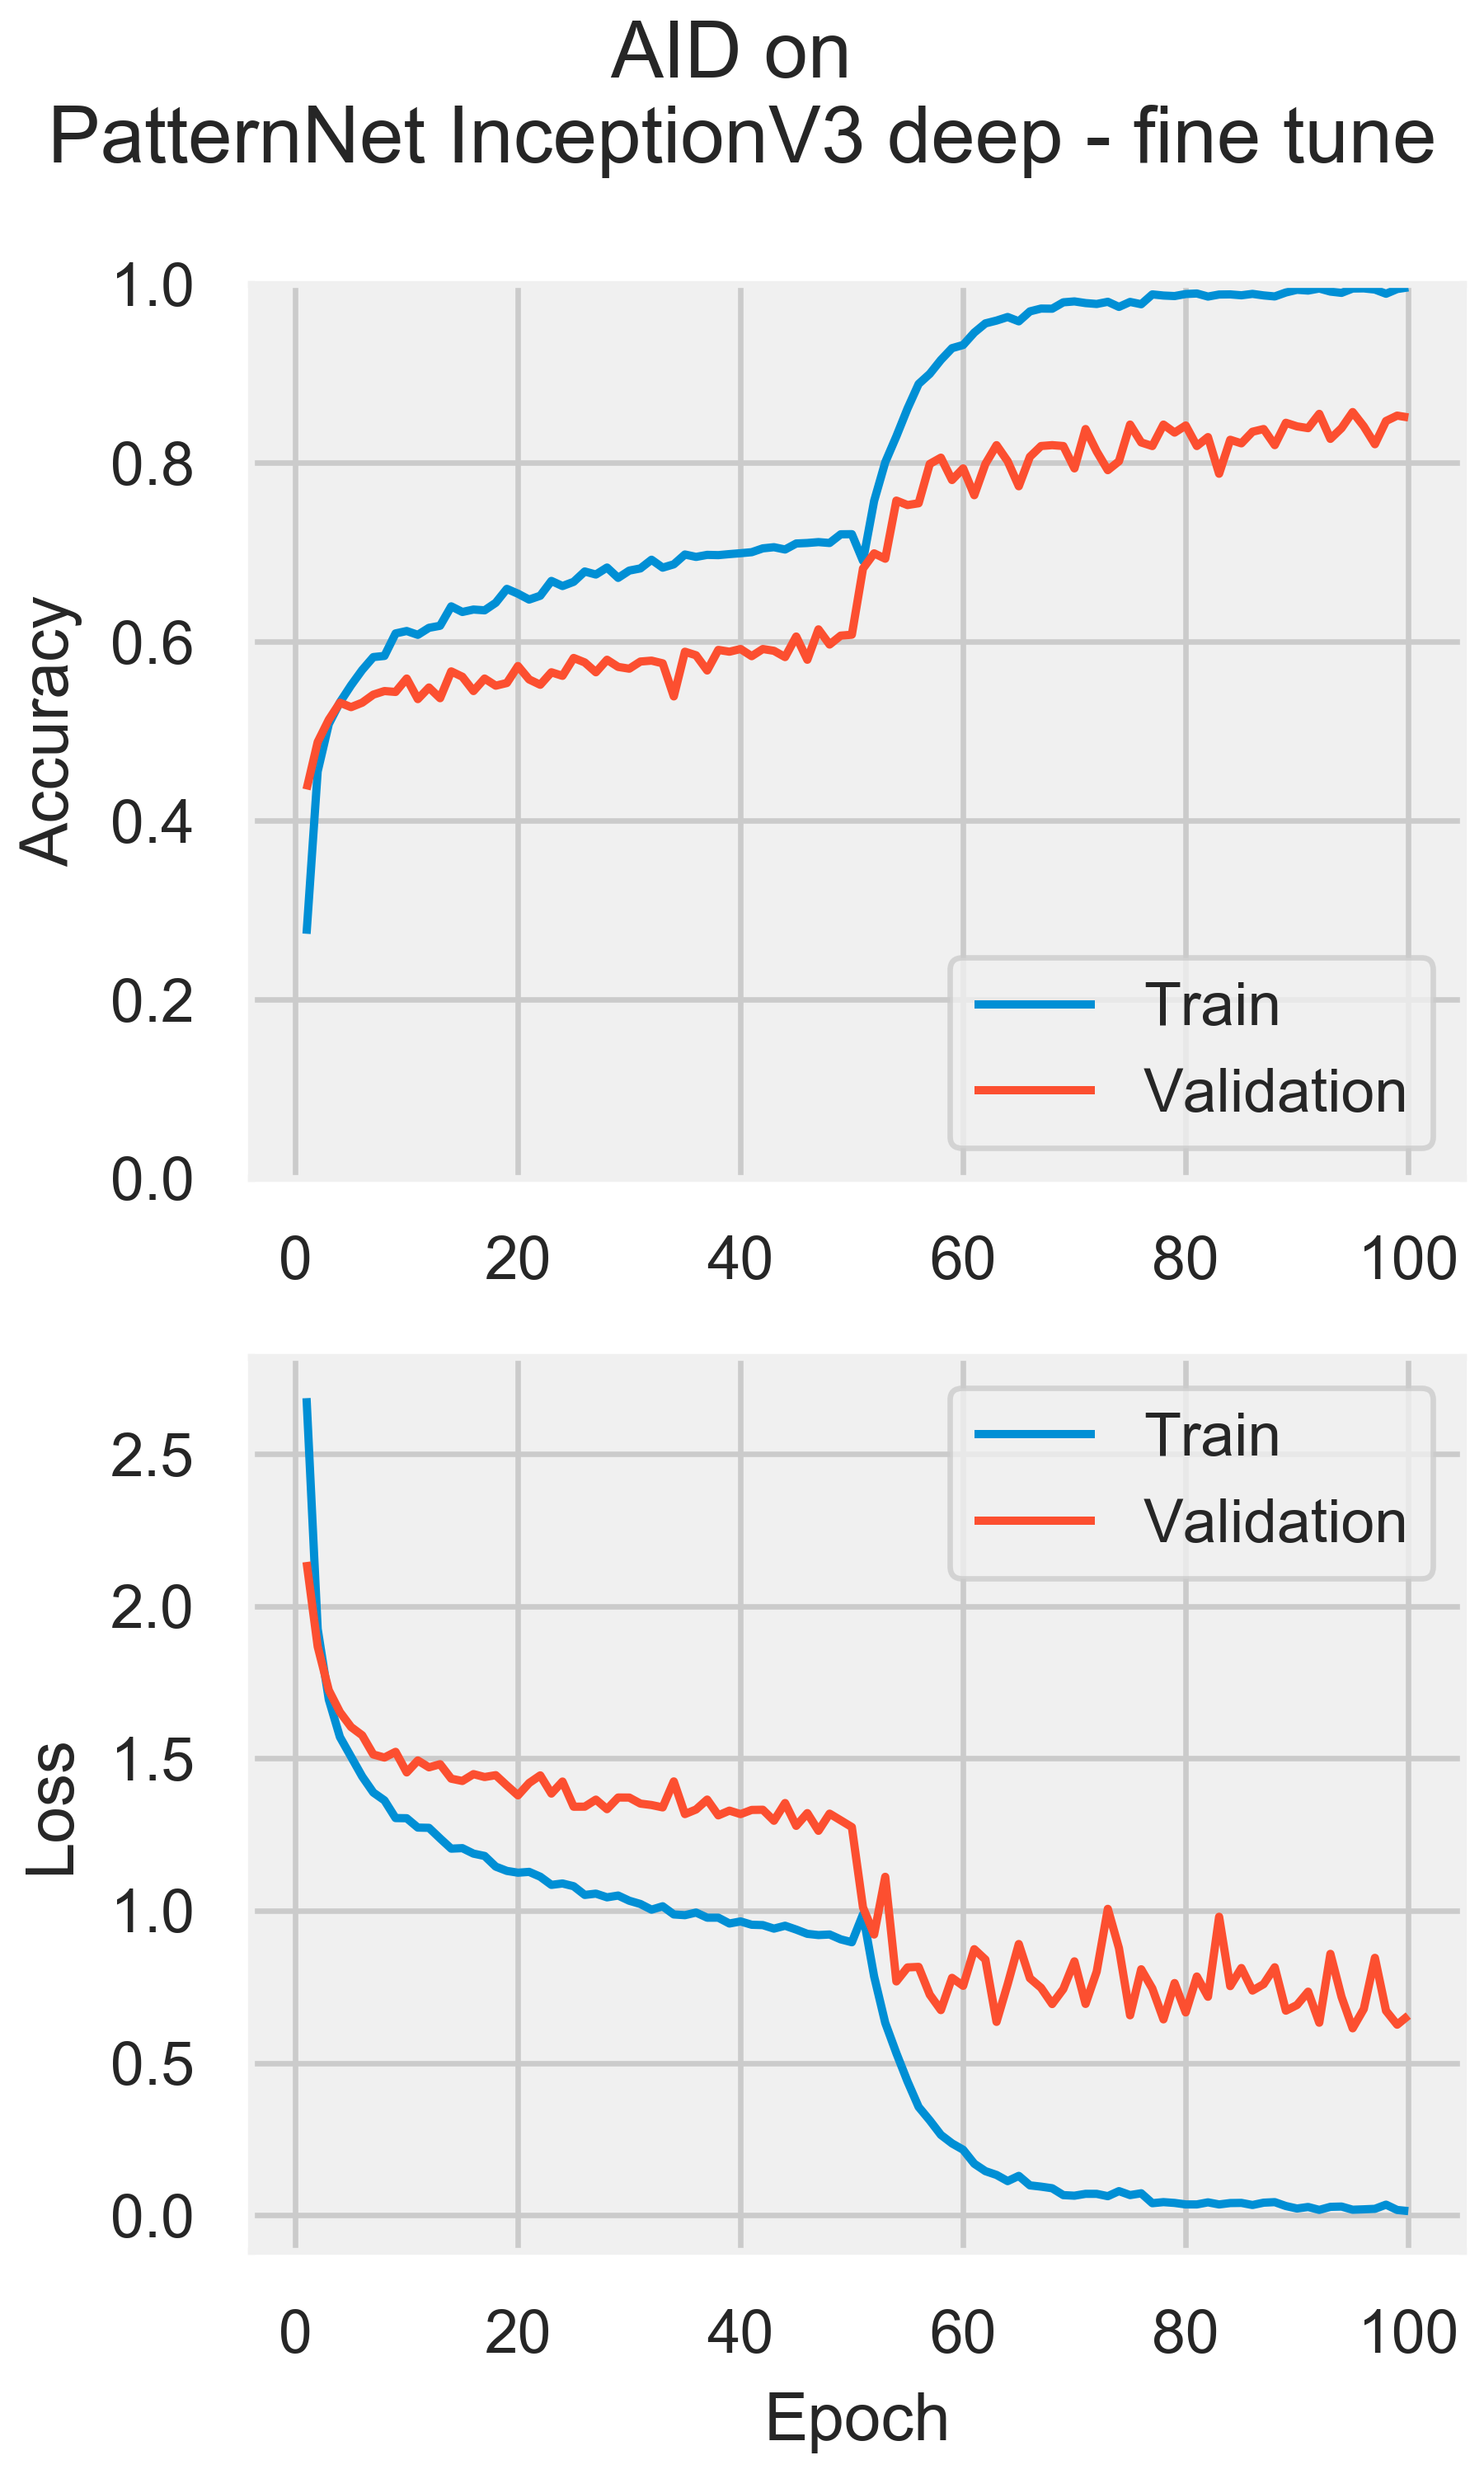 AID on
PatternNet InceptionV3 deep - fine tune
1.0
0.8
0.6
0.4
0.2
0.0
Accuracy
Train
Validation
0 20 40 60 80 100
2.5
2.0
1.5
1.0
0.5
0.0
Loss
Train
Validation
0 20 40 60 80 100
Epoch